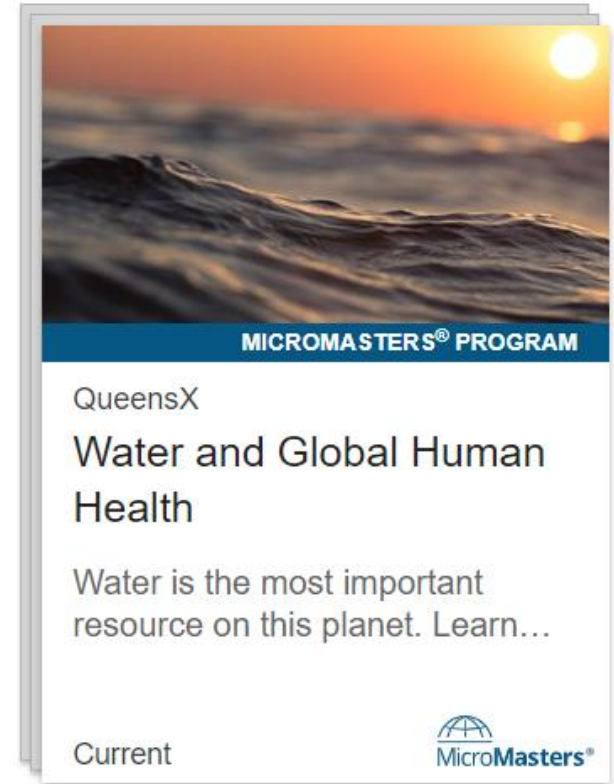 MICROMASTERS® PROGRAM
QueensX
Water and Global Human
Health
Water is the most important
resource on this planet. Learn…
Current
MicroMasters®